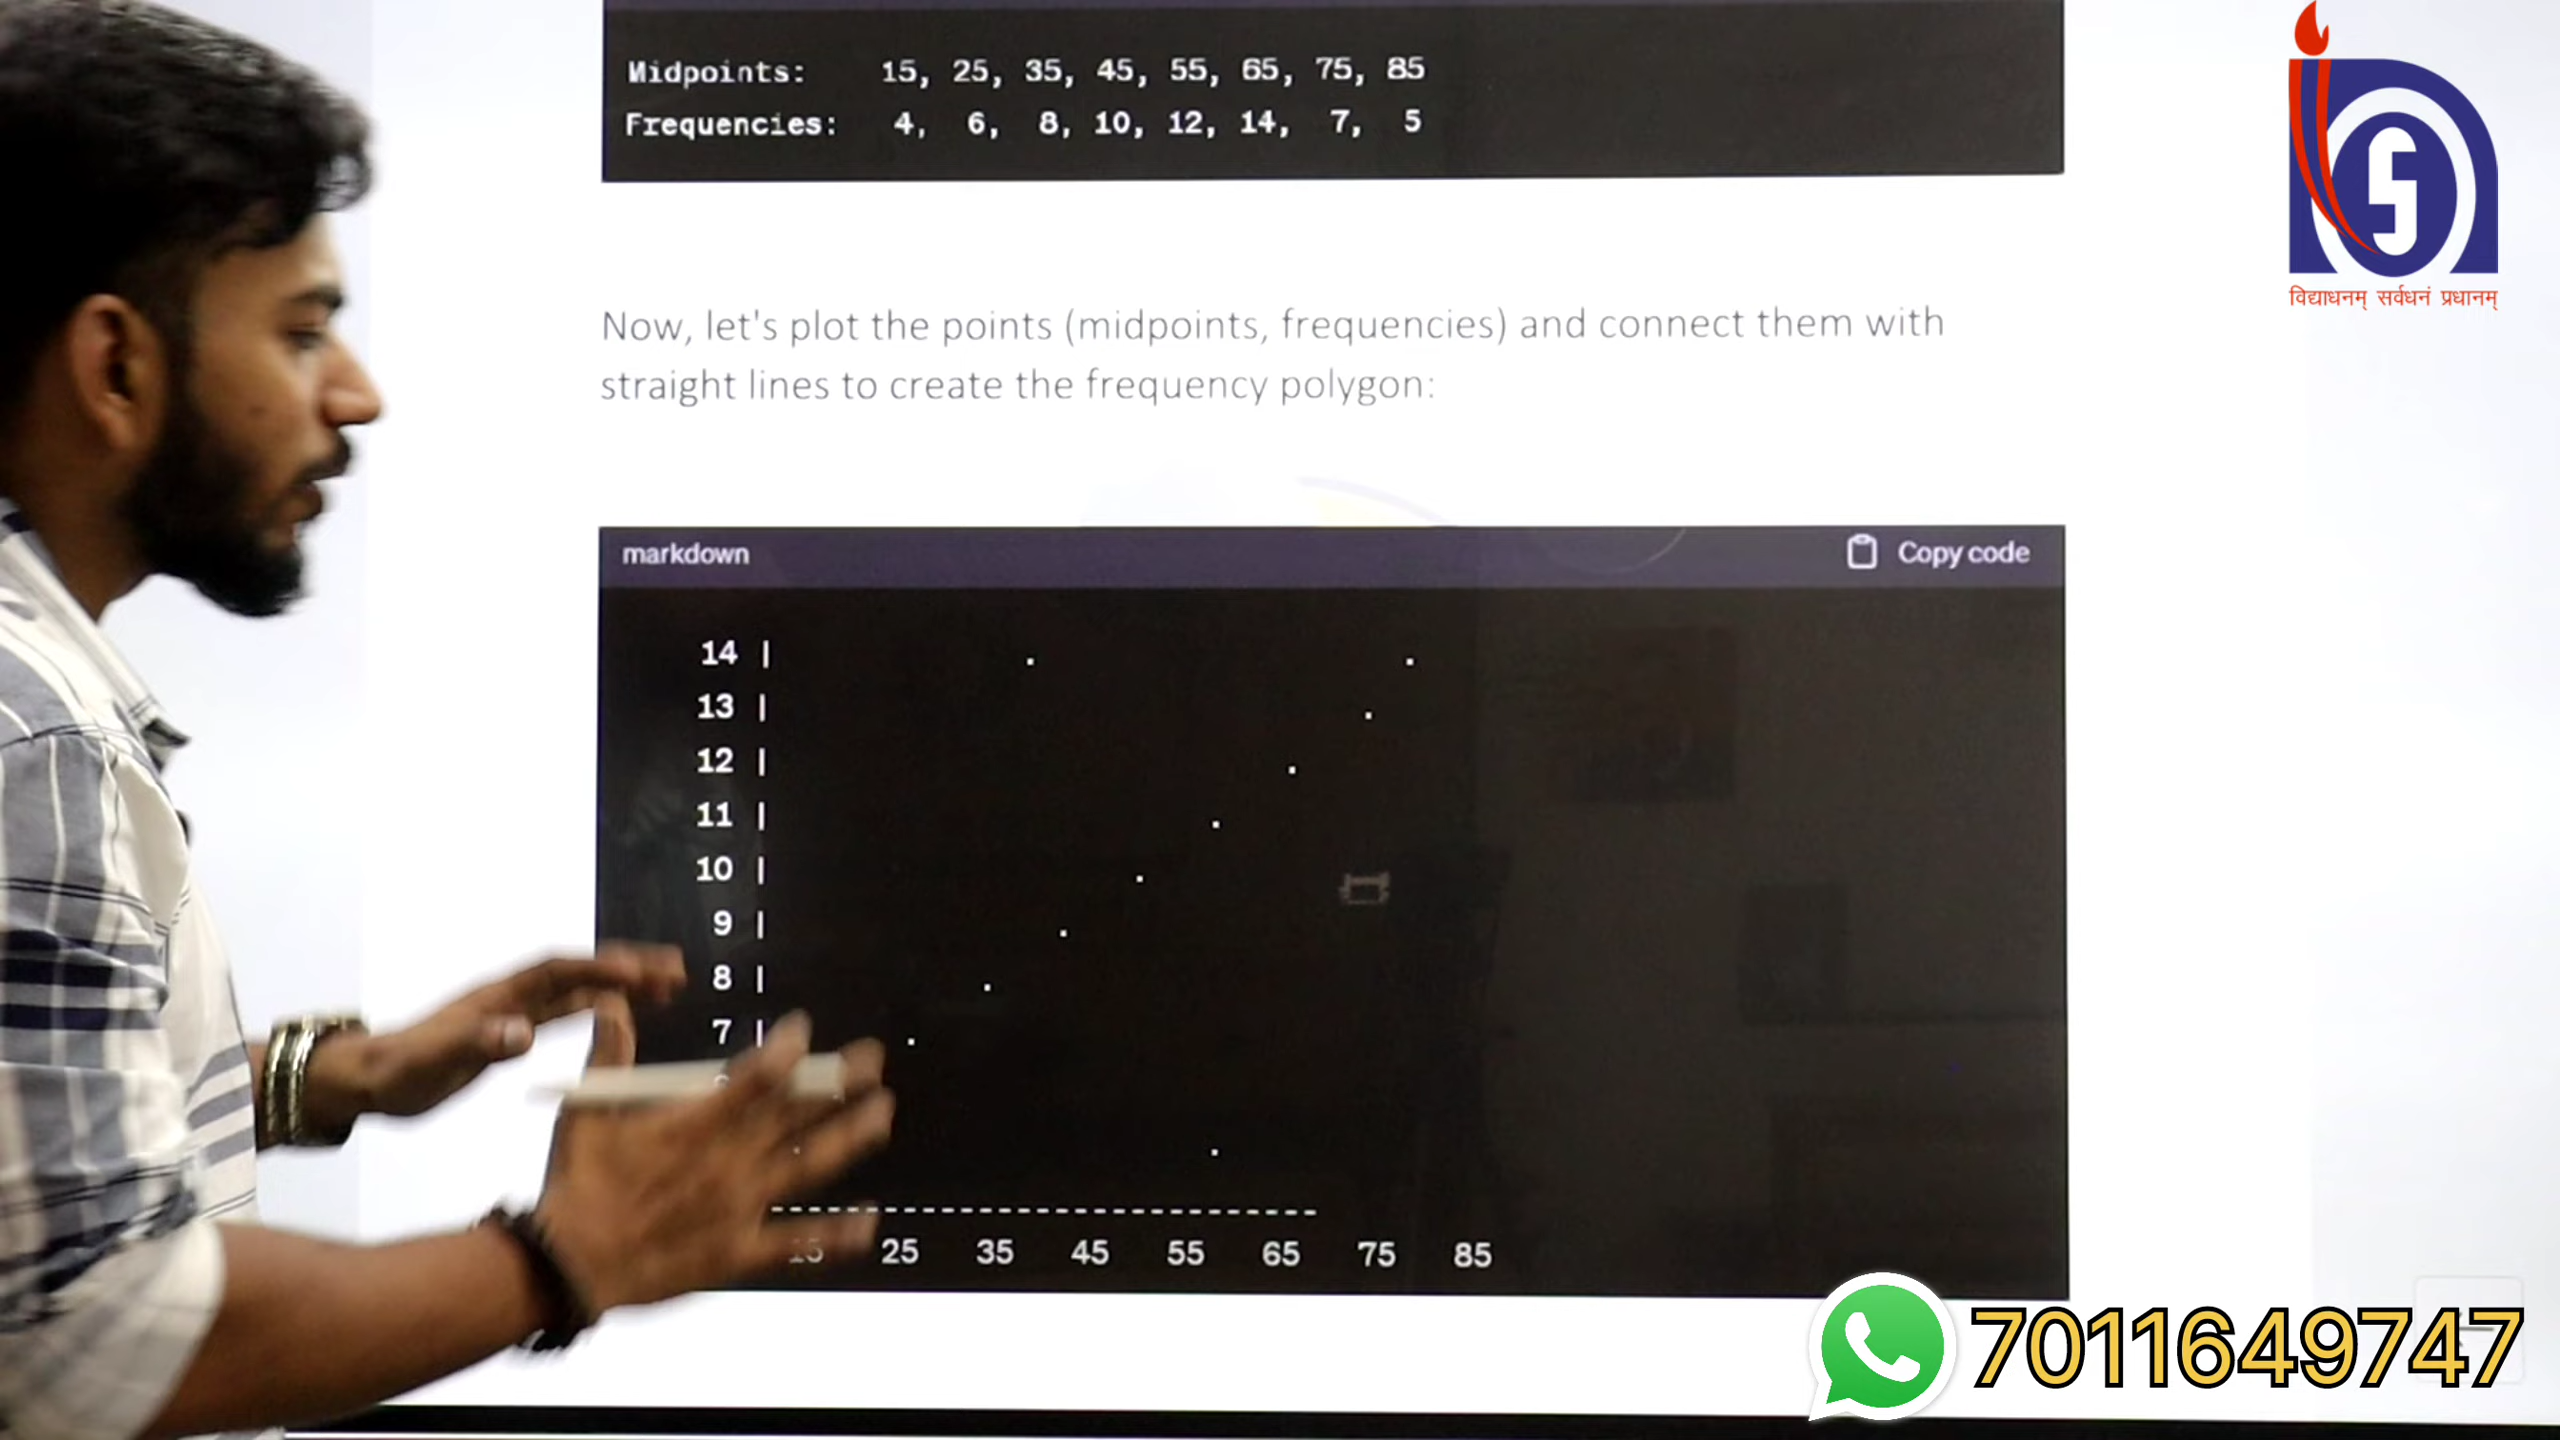 Midpoints: 15, 25, 35, 45, 55, 65, 75, 85
Frequencies: 4, 6, 8, 10, 12, 14, 7, 5
विद्याधनम् सर्वधनं प्रधानम्
Now, let's plot the points (midpoints, frequencies) and connect them with
straight lines to create the frequency polygon:
markdown
Copy code
14 | . .
13 | .
12 | .
11 | .
10 | .
9 | .
8 | .
7 | .
. .
-----------------------------
15 25 35 45 55 65 75 85
7011649747